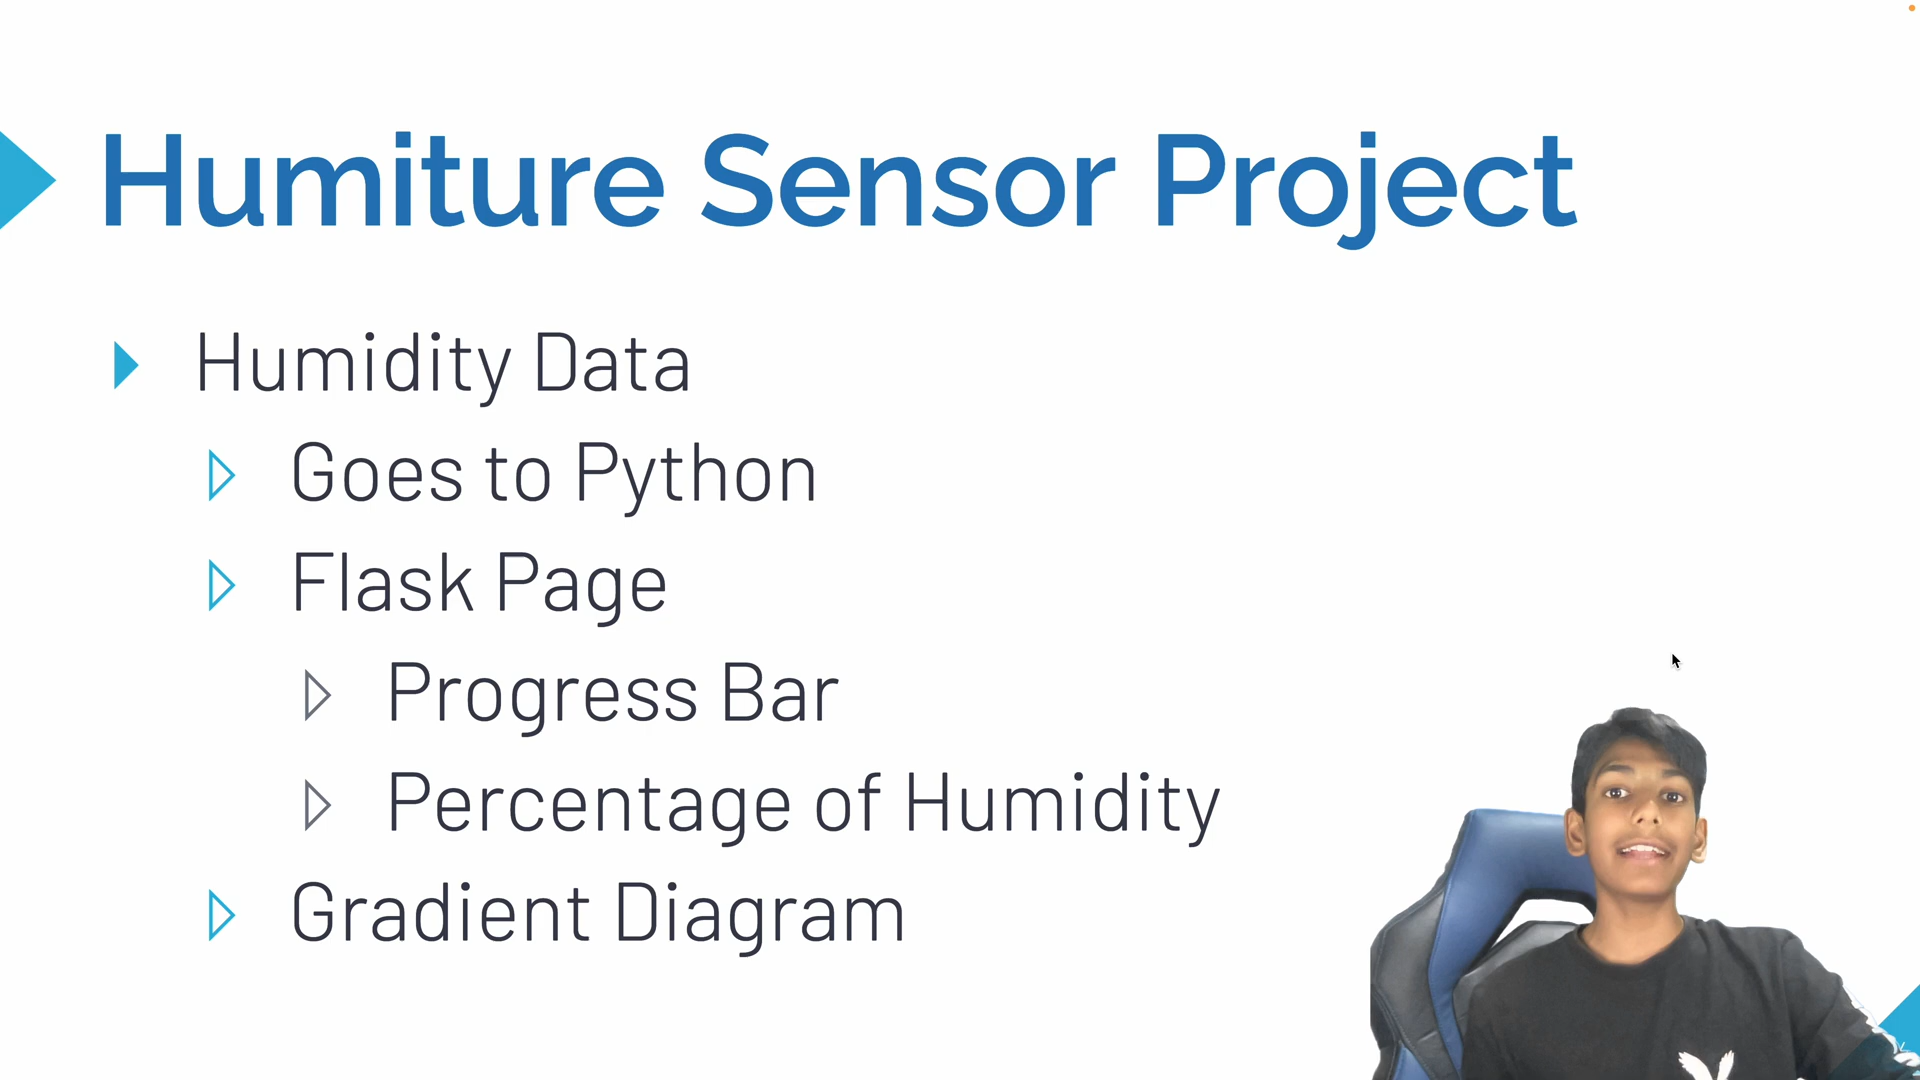 Humiture Sensor Project
Humidity Data
Goes to Python
Flask Page
Progress Bar
Percentage of Humidity
Gradient Diagram